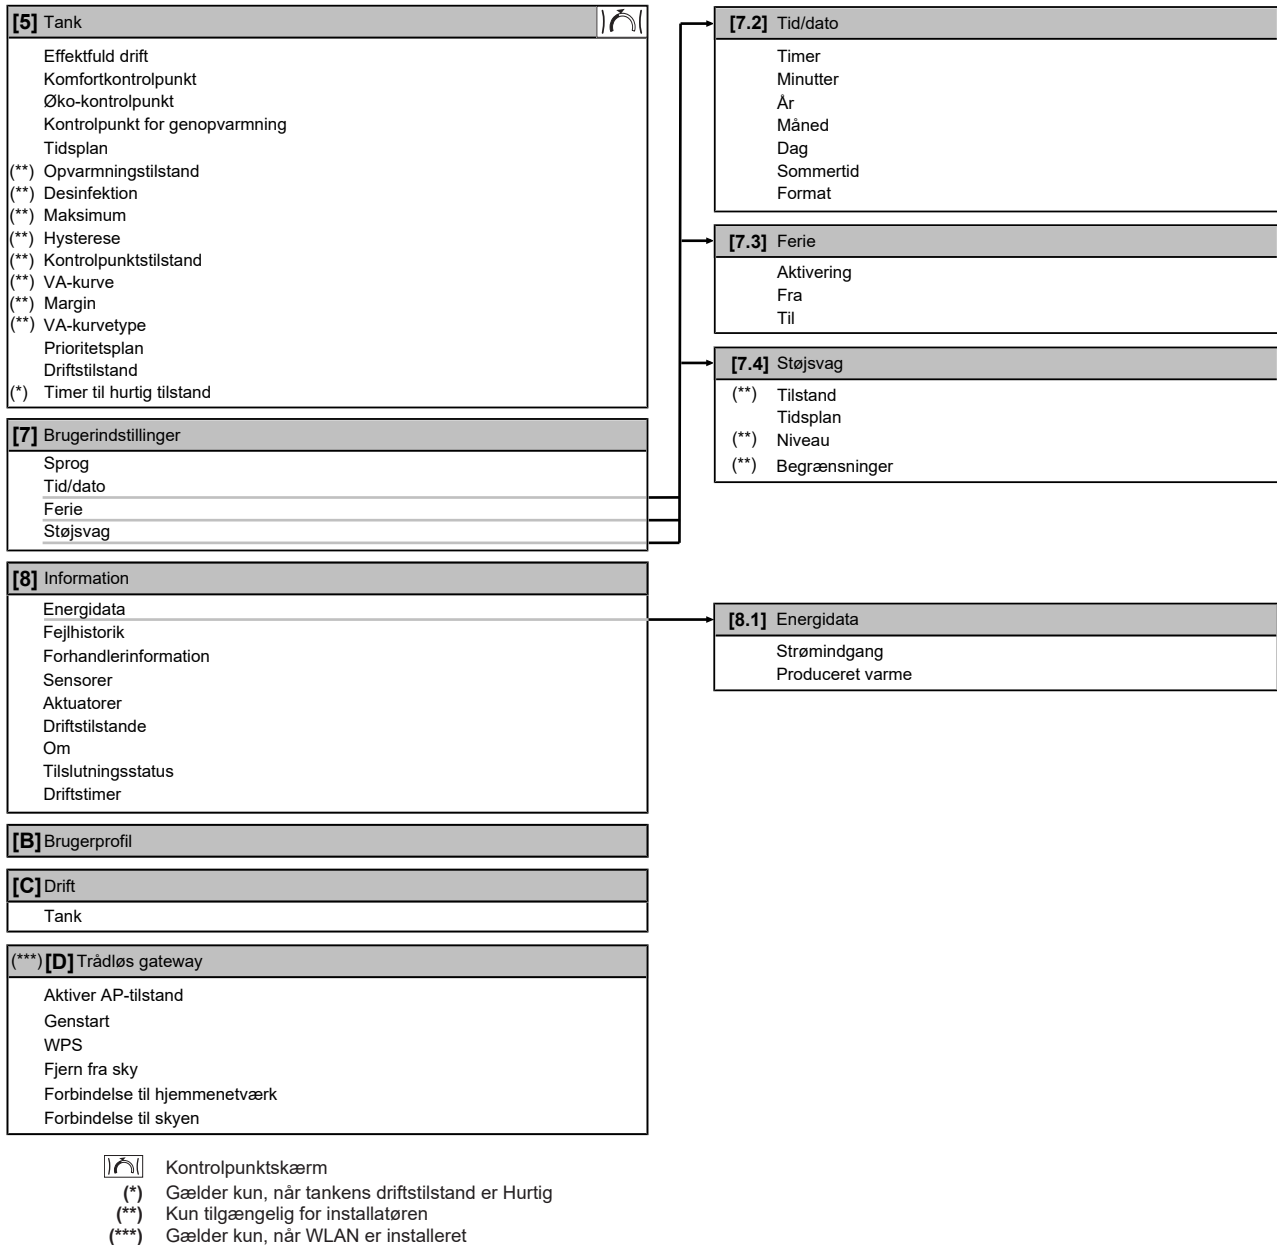 [5] Tank
Effektfuld drift
Komfortkontrolpunkt
Øko-kontrolpunkt
Kontrolpunkt for genopvarmning
Tidsplan
(**) Opvarmningstilstand
(**) Desinfektion
(**) Maksimum
(**) Hysterese
(**) Kontrolpunktstilstand
(**) VA-kurve
(**) Margin
(**) VA-kurvetype
Prioritetsplan
Driftstilstand
(*) Timer til hurtig tilstand
[7] Brugerindstillinger
Sprog
Tid/dato
Ferie
Støjsvag
[8] Information
Energidata
Fejlhistorik
Forhandlerinformation
Sensorer
Aktuatorer
Driftstilstande
Om
Tilslutningsstatus
Driftstimer
[B] Brugerprofil
[C] Drift
Tank
(***) [D] Trådløs gateway
Aktiver AP-tilstand
Genstart
WPS
Fjern fra sky
Forbindelse til hjemmenetværk
Forbindelse til skyen
[7.2] Tid/dato
Timer
Minutter
År
Måned
Dag
Sommertid
Format
[7.3] Ferie
Aktivering
Fra
Til
[7.4] Støjsvag
(**) Tilstand
Tidsplan
(**) Niveau
(**) Begrænsninger
[8.1] Energidata
Strømindgang
Produceret varme
Kontrolpunktskærm
(*) Gælder kun, når tankens driftstilstand er Hurtig
(**) Kun tilgængelig for installatøren
(***) Gælder kun, når WLAN er installeret